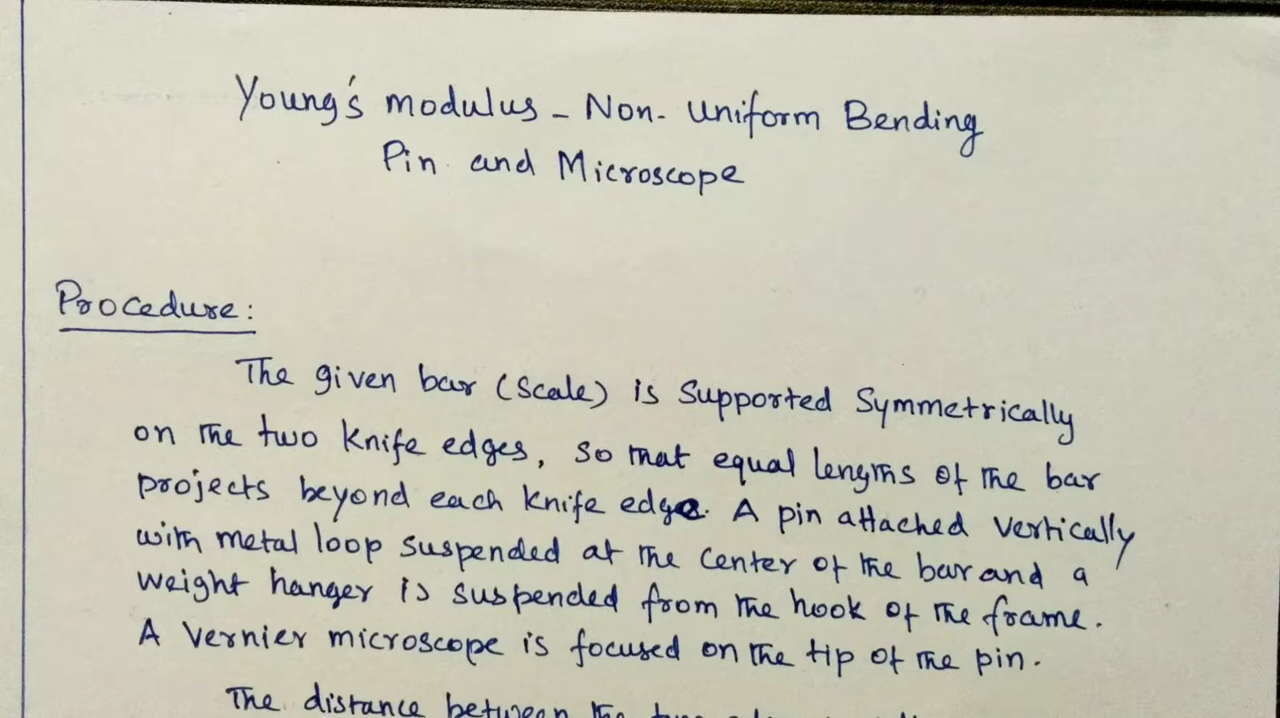 Young's modulus - Non- Uniform Bending
Pin and Microscope
Procedure:
The given bar (Scale) is Supported Symmetrically
on the two Knife edges, so that equal lengths of the bar
projects beyond each Knife edge. A pin attached vertically
with metal loop suspended at the center of the bar and a
weight hanger is suspended from the hook of the frame.
A Vernier microscope is focused on the tip of the pin.
The distance between the two